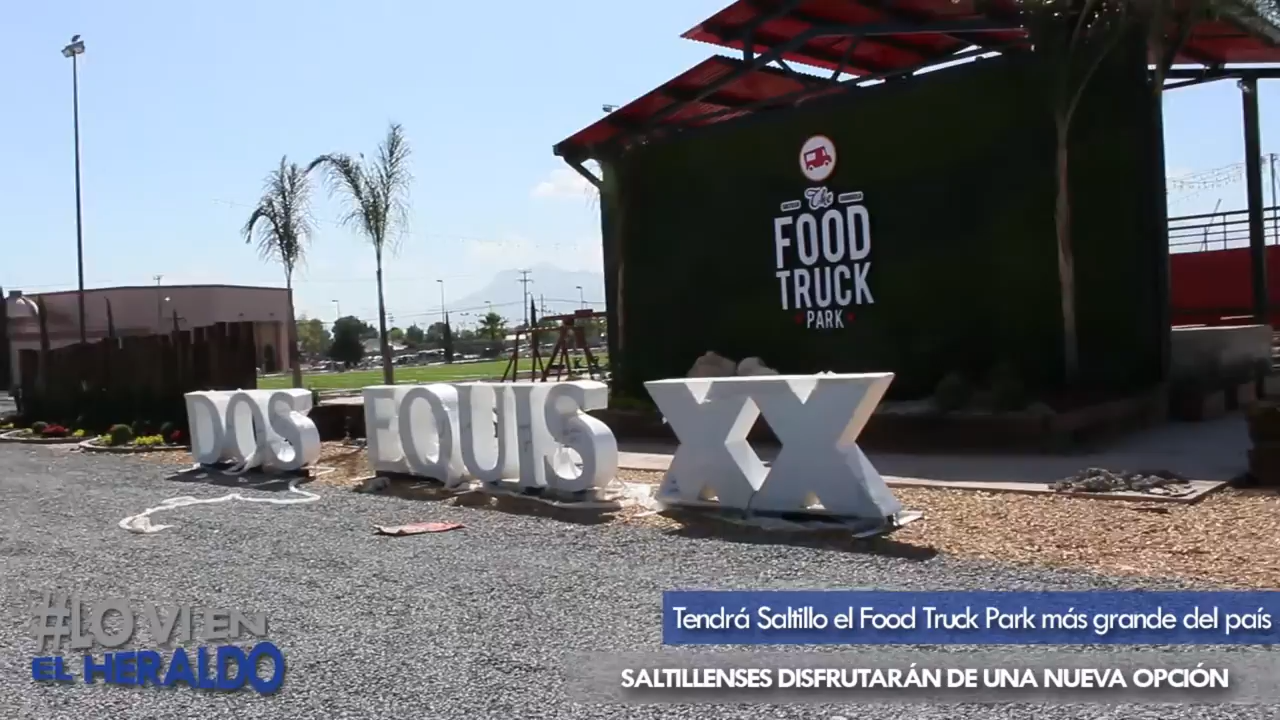 The
FOOD
TRUCK
PARK
DOS EQUIS XX
#LO VI EN
EL HERALDO
Tendrá Saltillo el Food Truck Park más grande del país
SALTILLENSES DISFRUTARÁN DE UNA NUEVA OPCIÓN